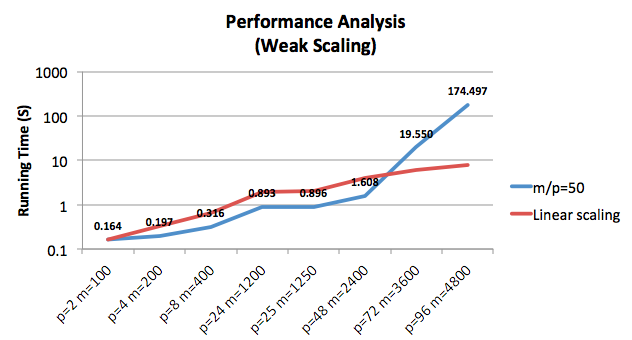 Performance Analysis
(Weak Scaling)
Running Time (S)
1000
100
10
1
0.1
0.164
0.197
0.316
0.893
0.896
1.608
19.550
174.497
p=2 m=100
p=4 m=200
p=8 m=400
p=24 m=1200
p=25 m=1250
p=48 m=2400
p=72 m=3600
p=96 m=4800
m/p=50
Linear scaling